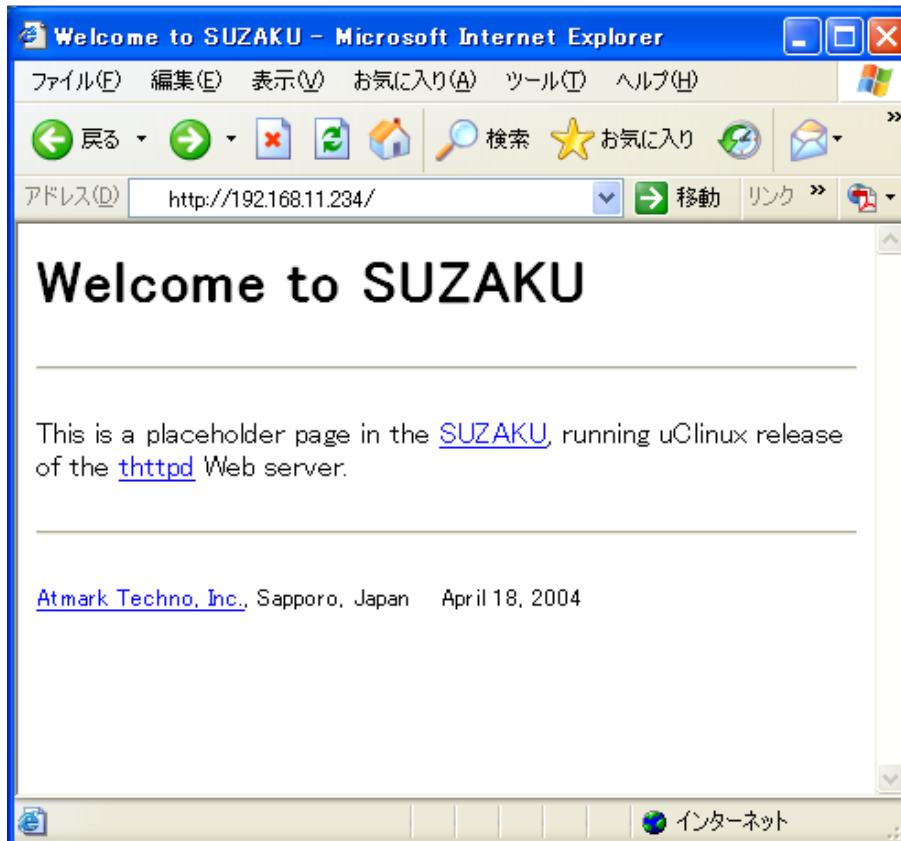 Welcome to SUZAKU - Microsoft Internet Explorer
ファイル(F) 編集(E) 表示(V) お気に入り(A) ツール(T) ヘルプ(H)
戻る 検索 お気に入り »
アドレス(D) http://192.168.11.234/ 移動 リンク »
Welcome to SUZAKU
This is a placeholder page in the SUZAKU, running uClinux release
of the thttpd Web server.
Atmark Techno, Inc., Sapporo, Japan April 18, 2004
インターネット